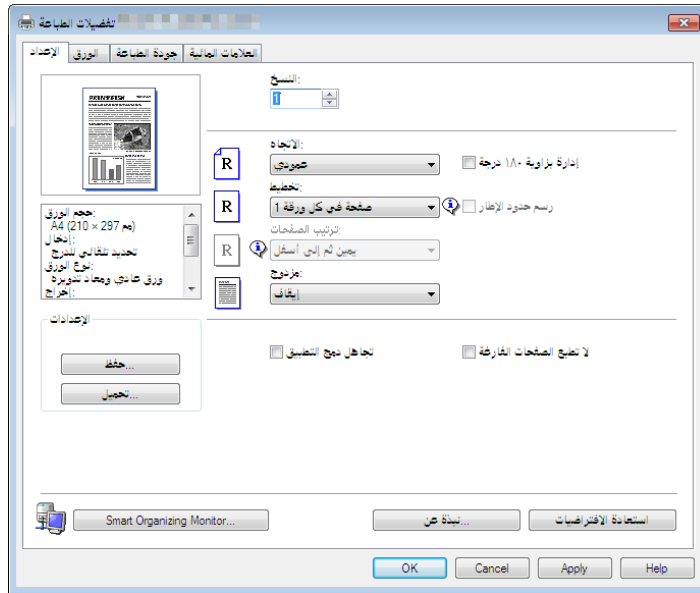 تفضيلات الطباعة
الإعداد
الورق
جودة الطباعة
العلامات المائية
النسخ:
1
الاتجاه:
عمودي
إدارة بزاوية ١٨٠ درجة
تخطيط:
صفحة في كل ورقة 1
رسم حدود الإطار
ترتيب الصفحات:
يمين ثم إلى أسفل
مزدوج:
إيقاف
حجم الورق:
A4 (210 × 297 مم)
إدخال:
تحديد تلقائي للدرج
نوع الورق:
ورق عادي ومعاد تدويره
إخراج:
الإعدادات
حفظ...
تحميل...
تجاهل دمج التطبيق
لا تطبع الصفحات الفارغة
Smart Organizing Monitor...
نبذة عن...
استعادة الافتراضيات
OK
Cancel
Apply
Help